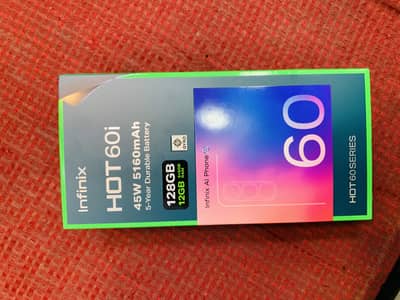 Infinix
HOT 60i
45W 5160mAh
5-Year Durable Battery
128GB
12GB
Infinix AI Phone
60
HOT 60 SERIES